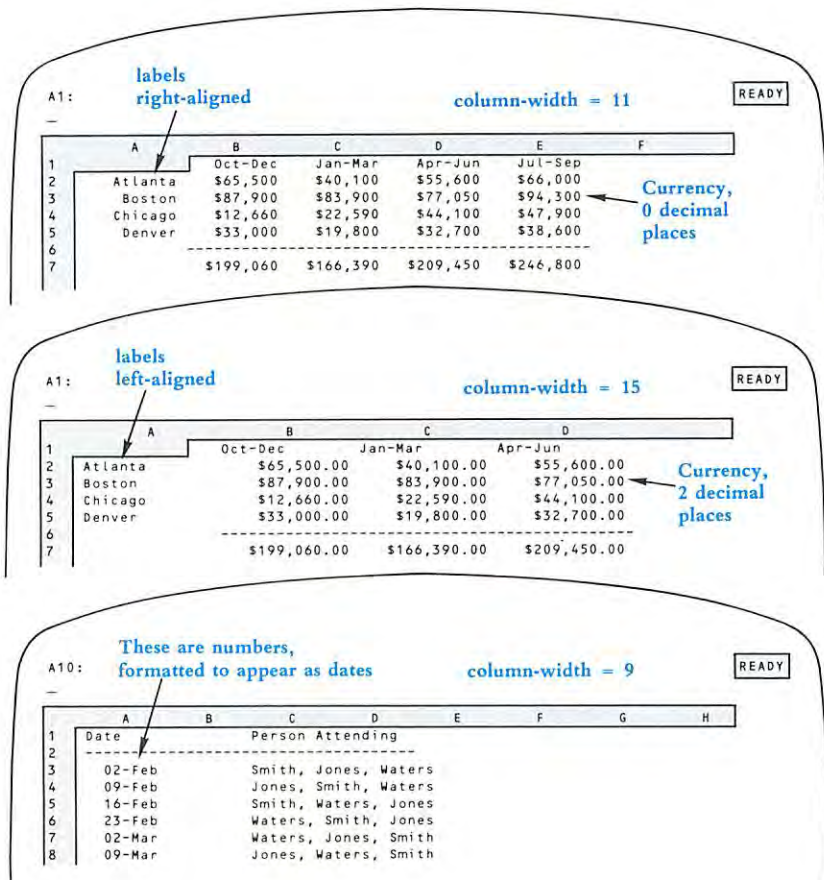 labels
right-aligned
A1:
column-width = 11
READY
A B C D E F
1 Oct-Dec Jan-Mar Apr-Jun Jul-Sep
2 Atlanta $65,500 $40,100 $55,600 $66,000
3 Boston $87,900 $83,900 $77,050 $94,300
4 Chicago $12,660 $22,590 $44,100 $47,900
5 Denver $33,000 $19,800 $32,700 $38,600
6 ----------------------------------------
7 $199,060 $166,390 $209,450 $246,800
Currency,
0 decimal
places
labels
left-aligned
A1:
column-width = 15
READY
A B C D
1 Oct-Dec Jan-Mar Apr-Jun
2 Atlanta $65,500.00 $40,100.00 $55,600.00
3 Boston $87,900.00 $83,900.00 $77,050.00
4 Chicago $12,660.00 $22,590.00 $44,100.00
5 Denver $33,000.00 $19,800.00 $32,700.00
6 ----------------------------------------
7 $199,060.00 $166,390.00 $209,450.00
Currency,
2 decimal
places
These are numbers,
formatted to appear as dates
A10:
column-width = 9
READY
A B C D E F G H
1 Date Person Attending
2 ---------------------------------
3 02-Feb Smith, Jones, Waters
4 09-Feb Jones, Smith, Waters
5 16-Feb Smith, Waters, Jones
6 23-Feb Waters, Smith, Jones
7 02-Mar Waters, Jones, Smith
8 09-Mar Jones, Waters, Smith